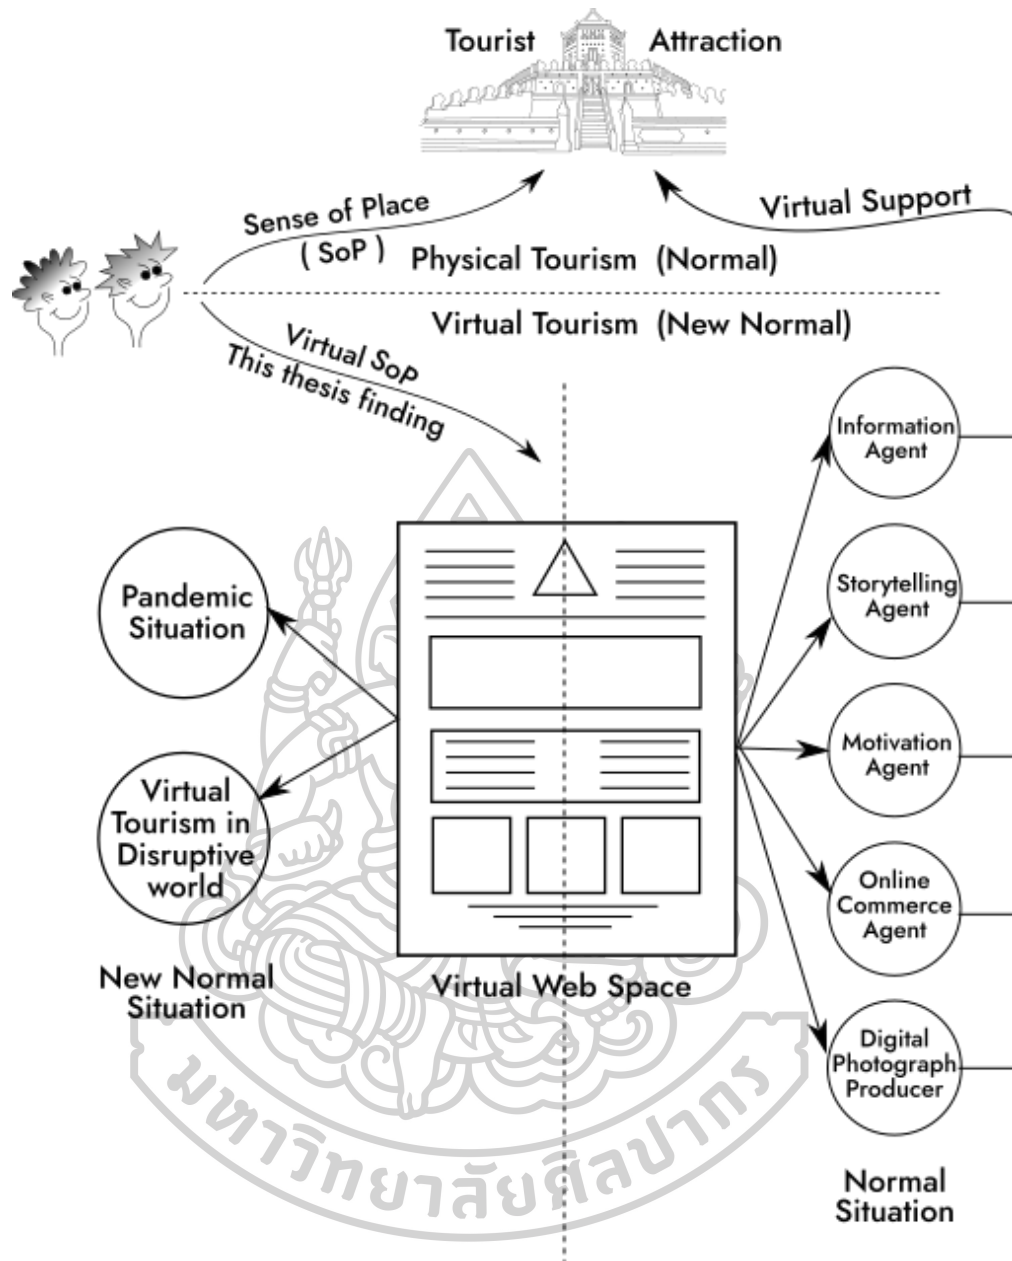 Tourist Attraction
Sense of Place
( SoP )
Virtual Support
Physical Tourism (Normal)
Virtual Tourism (New Normal)
Virtual SoP
This thesis finding
Information
Agent
Storytelling
Agent
Motivation
Agent
Online
Commerce
Agent
Digital
Photograph
Producer
Normal
Situation
Pandemic
Situation
Virtual
Tourism in
Disruptive
world
New Normal
Situation
Virtual Web Space
มหาวิทยาลัยศิลปากร